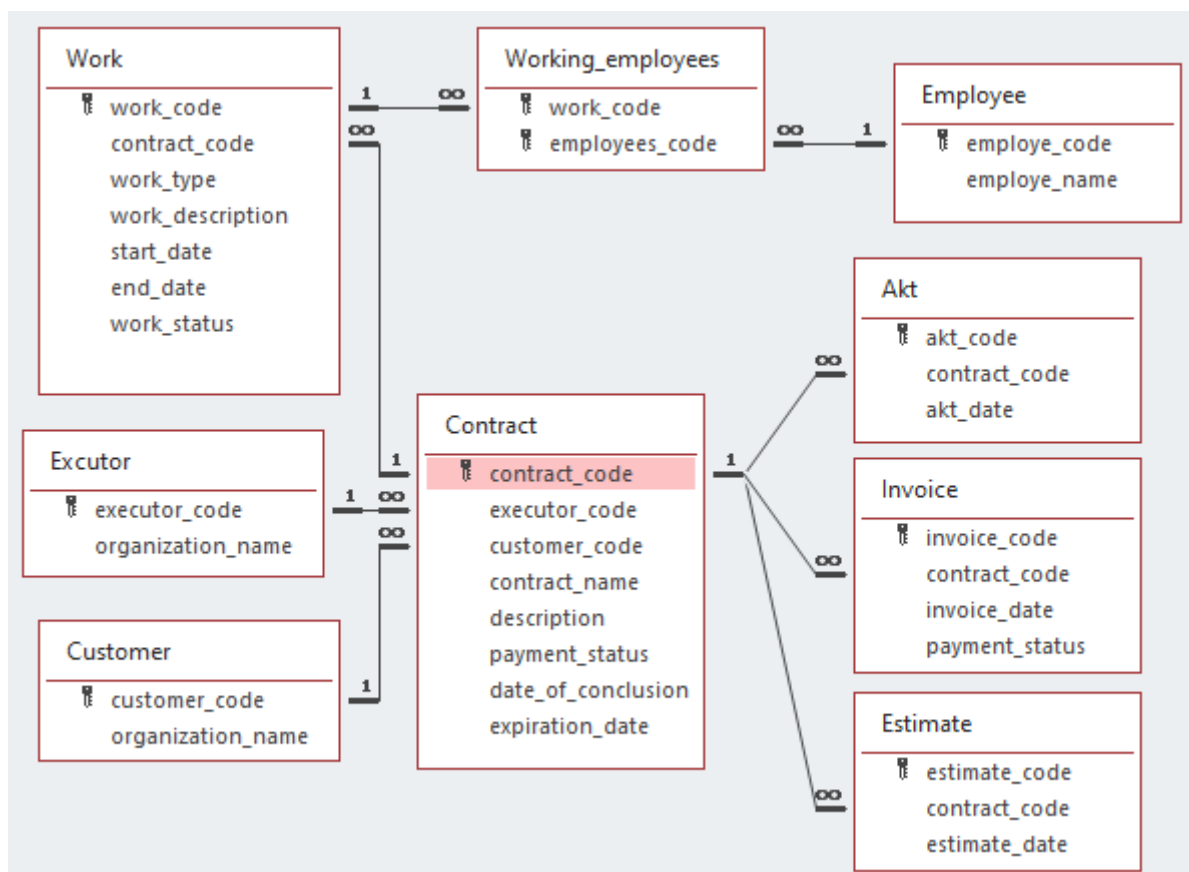 Work
work_code
contract_code
work_type
work_description
start_date
end_date
work_status
1
∞
∞
Working_employees
work_code
employees_code
∞
1
Employee
employe_code
employe_name
Excutor
executor_code
organization_name
1
∞
Customer
customer_code
organization_name
1
∞
Contract
1
contract_code
executor_code
customer_code
contract_name
description
payment_status
date_of_conclusion
expiration_date
1
∞
Akt
akt_code
contract_code
akt_date
∞
Invoice
invoice_code
contract_code
invoice_date
payment_status
∞
Estimate
estimate_code
contract_code
estimate_date